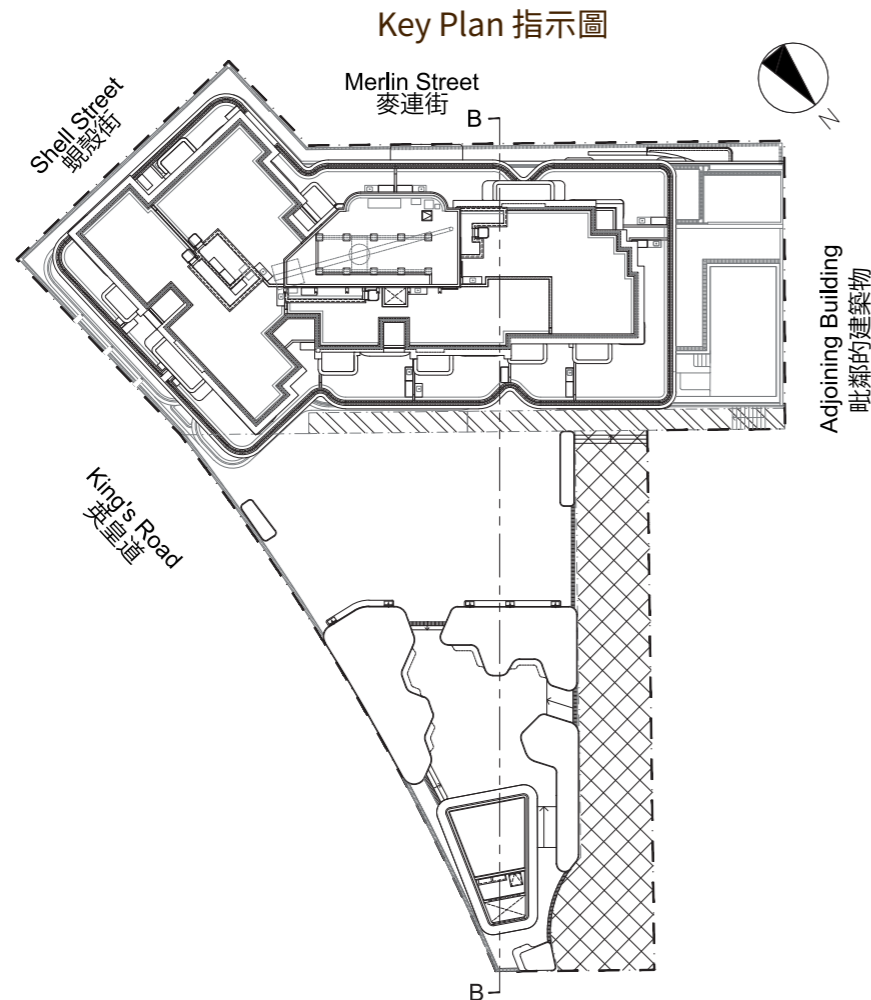 Key Plan 指示圖
Merlin Street
麥連街
Shell Street
蜆殼街
B
N
Adjoining Building
毗鄰的建築物
King's Road
英皇道
B